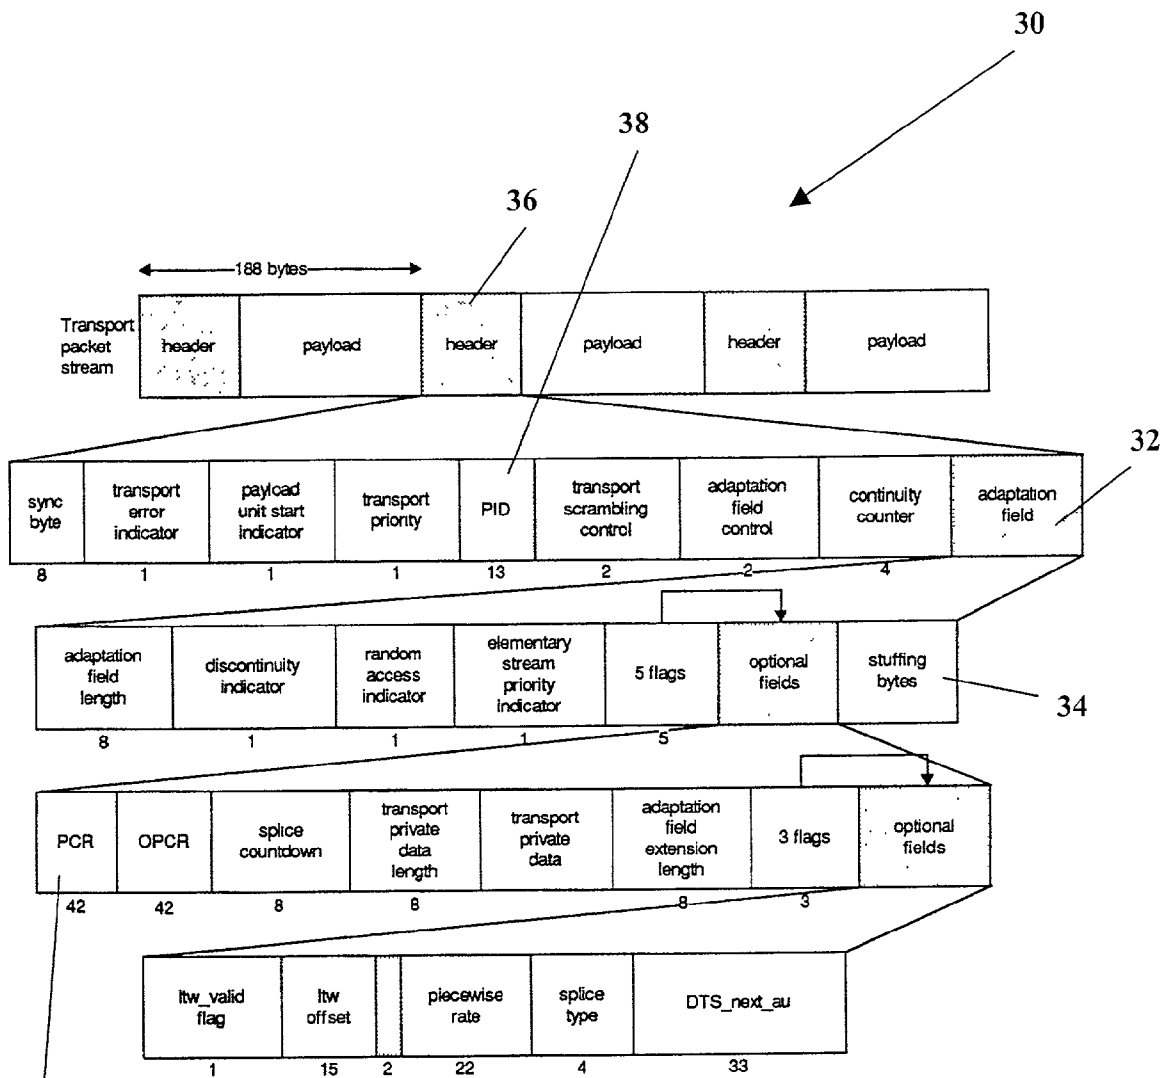 30
38
36
188 bytes
Transport
packet
stream
header
payload
header
payload
header
payload
32
sync
byte
transport
error
indicator
payload
unit start
indicator
transport
priority
PID
transport
scrambling
control
adaptation
field
control
continuity
counter
adaptation
field
8
1
1
1
13
2
2
4
adaptation
field
length
discontinuity
indicator
random
access
indicator
elementary
stream
priority
indicator
5 flags
optional
fields
stuffing
bytes
34
8
1
1
1
5
PCR
OPCR
splice
countdown
transport
private
data
length
transport
private
data
adaptation
field
extension
length
3 flags
optional
fields
42
42
8
8
8
3
ltw_valid
flag
ltw
offset
piecewise
rate
splice
type
DTS_next_au
1
15
2
22
4
33